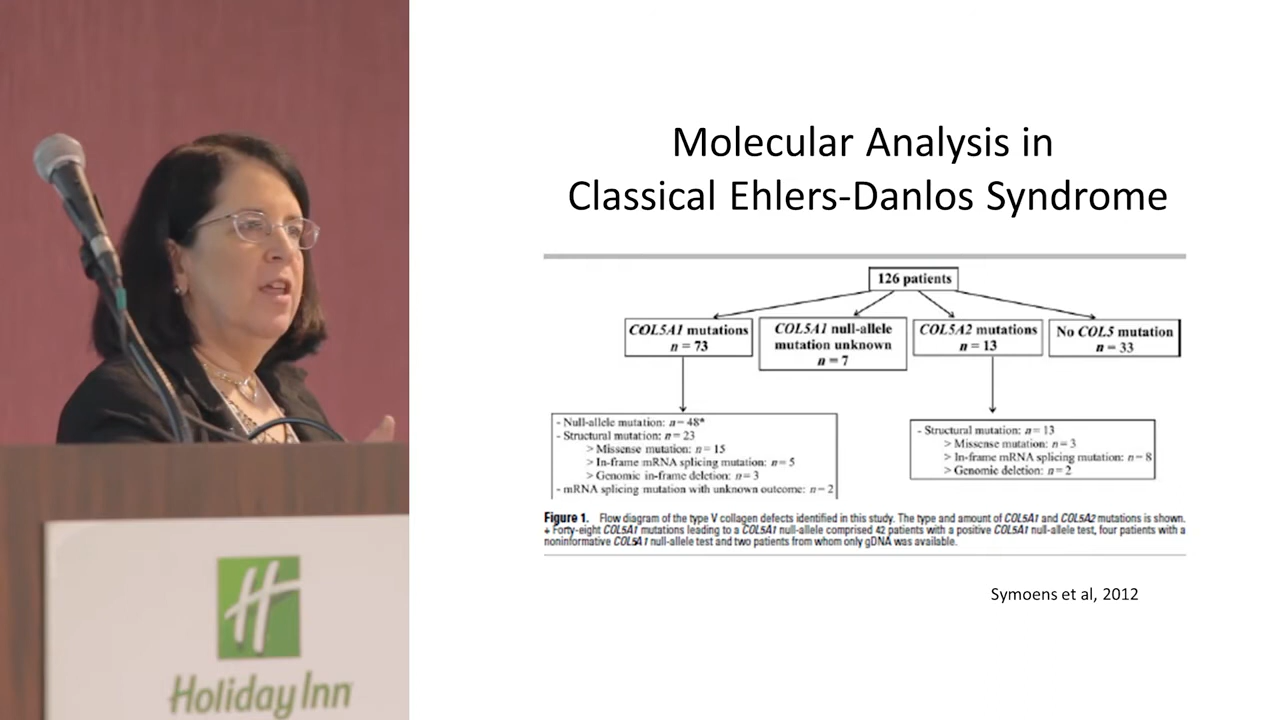 Molecular Analysis in
Classical Ehlers-Danlos Syndrome
126 patients
COL5A1 mutations
n = 73
COL5A1 null-allele
mutation unknown
n = 7
COL5A2 mutations
n = 13
No COL5 mutation
n = 33
- Null-allele mutation: n = 48*
- Structural mutation: n = 23
> Missense mutation: n = 15
> In-frame mRNA splicing mutation: n = 5
> Genomic in-frame deletion: n = 3
- mRNA splicing mutation with unknown outcome: n = 2
- Structural mutation: n = 13
> Missense mutation: n = 3
> In-frame mRNA splicing mutation: n = 8
> Genomic deletion: n = 2
Figure 1. Flow diagram of the type V collagen defects identified in this study. The type and amount of COL5A1 and COL5A2 mutations is shown.
* Forty-eight COL5A1 mutations leading to a COL5A1 null-allele comprised 42 patients with a positive COL5A1 null-allele test, four patients with a
noninformative COL5A1 null-allele test and two patients from whom only gDNA was available.
Symoens et al, 2012
H
Holiday Inn